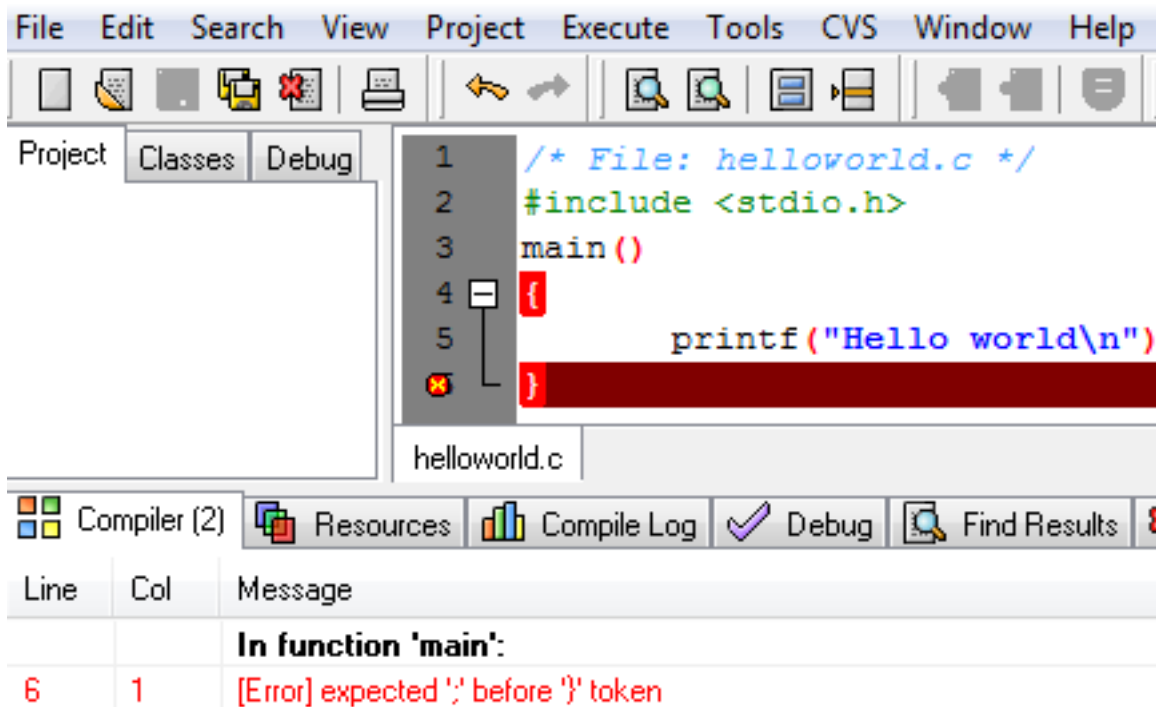 File Edit Search View Project Execute Tools CVS Window Help
Project Classes Debug
1 /* File: helloworld.c */
2 #include <stdio.h>
3 main()
4 {
5 printf("Hello world\n")
}
helloworld.c
Compiler (2) Resources Compile Log Debug Find Results
Line Col Message
In function 'main':
6 1 [Error] expected ';' before '}' token